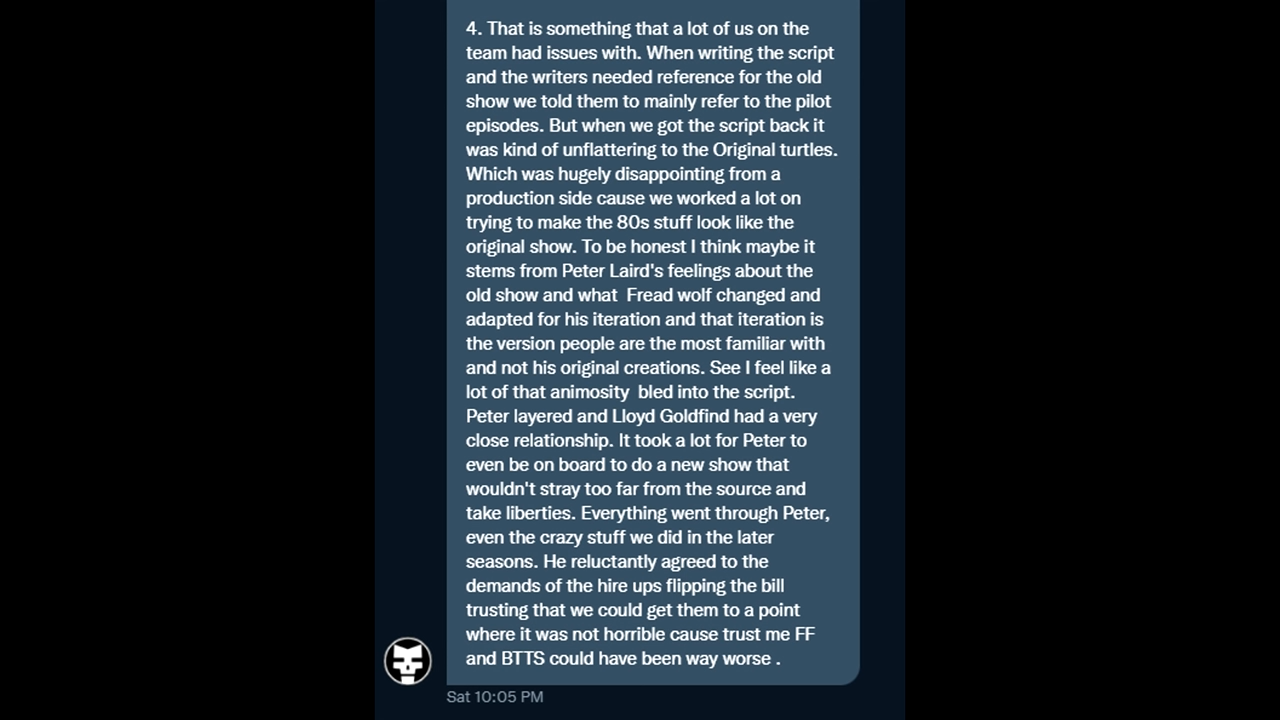 4. That is something that a lot of us on the
team had issues with. When writing the script
and the writers needed reference for the old
show we told them to mainly refer to the pilot
episodes. But when we got the script back it
was kind of unflattering to the Original turtles.
Which was hugely disappointing from a
production side cause we worked a lot on
trying to make the 80s stuff look like the
original show. To be honest I think maybe it
stems from Peter Laird's feelings about the
old show and what  Fread wolf changed and
adapted for his iteration and that iteration is
the version people are the most familiar with
and not his original creations. See I feel like a
lot of that animosity  bled into the script.
Peter layered and Lloyd Goldfind had a very
close relationship. It took a lot for Peter to
even be on board to do a new show that
wouldn't stray too far from the source and
take liberties. Everything went through Peter,
even the crazy stuff we did in the later
seasons. He reluctantly agreed to the
demands of the hire ups flipping the bill
trusting that we could get them to a point
where it was not horrible cause trust me FF
and BTTS could have been way worse .
Sat 10:05 PM